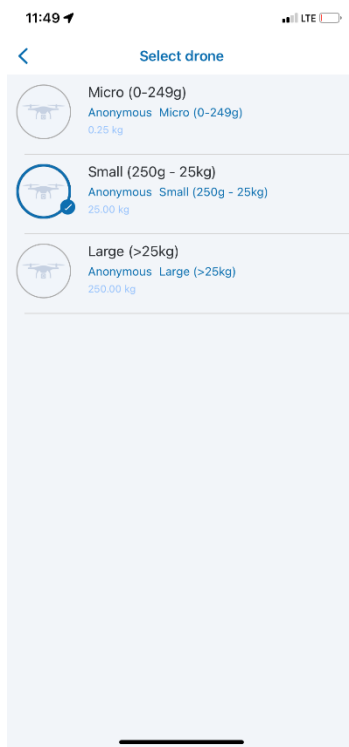 11:49 LTE
Select drone
Micro (0-249g)
Anonymous Micro (0-249g)
0.25 kg
Small (250g - 25kg)
Anonymous Small (250g - 25kg)
25.00 kg
Large (>25kg)
Anonymous Large (>25kg)
250.00 kg